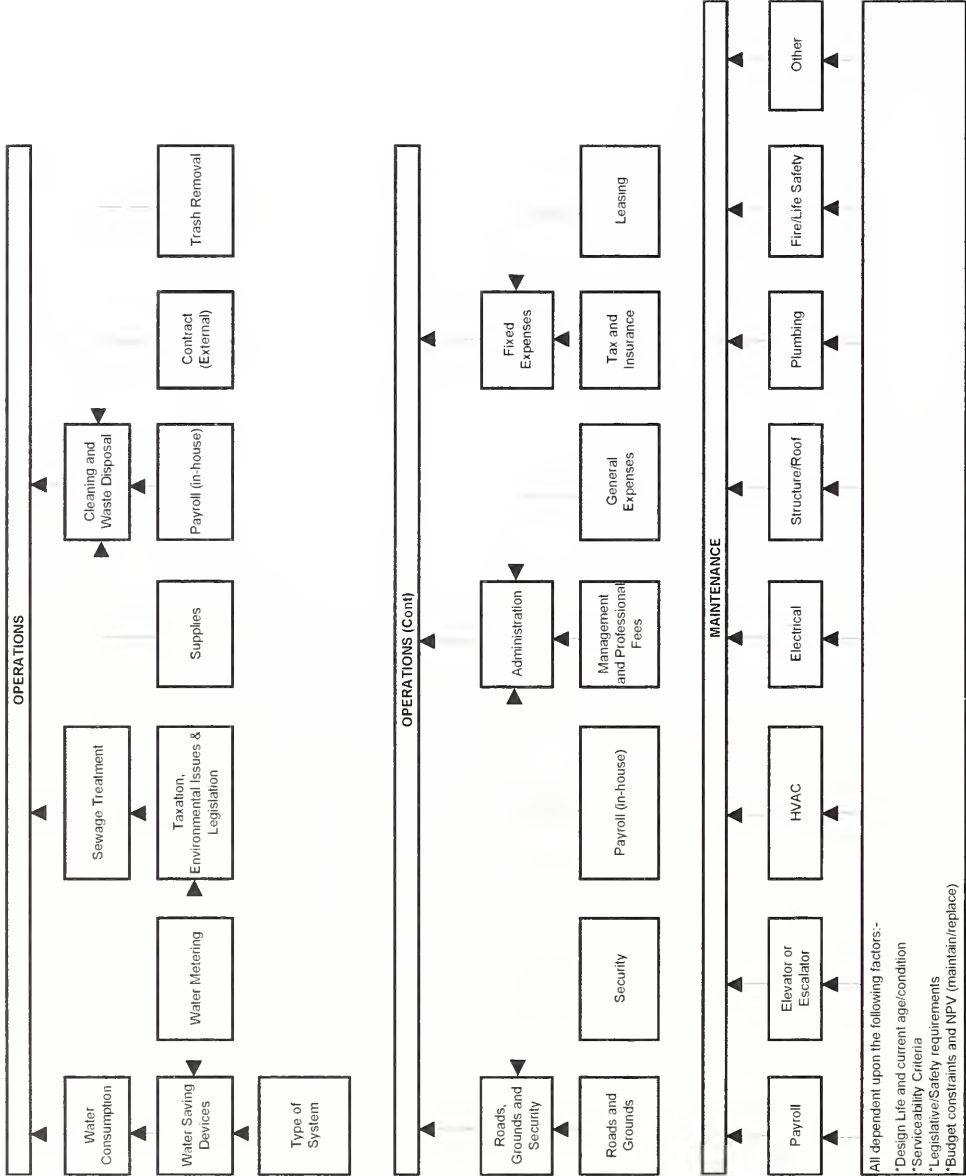 OPERATIONS
Water
Consumption
Sewage Treatment
Cleaning and
Waste Disposal
Water Saving
Devices
Water Metering
Taxation,
Environmental Issues &
Legislation
Supplies
Payroll (in-house)
Contract
(External)
Trash Removal
Type of
System
OPERATIONS (Cont)
Roads,
Grounds and
Security
Administration
Fixed
Expenses
Roads and
Grounds
Security
Payroll (in-house)
Management
and Professional
Fees
General
Expenses
Tax and
Insurance
Leasing
MAINTENANCE
Payroll
Elevator or
Escalator
HVAC
Electrical
Structure/Roof
Plumbing
Fire/Life Safety
Other
All dependent upon the following factors:-
*Design Life and current age/condition
*Serviceability Criteria
*Legislative/Safety requirements
*Budget constraints and NPV (maintain/replace)